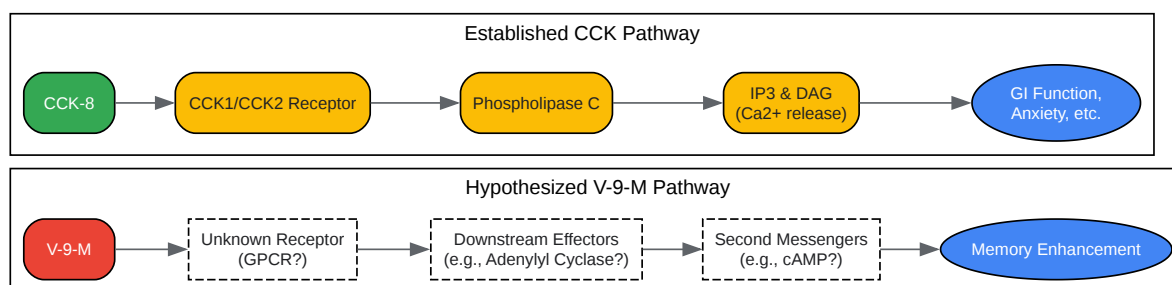 Established CCK Pathway
CCK-8
CCK1/CCK2 Receptor
Phospholipase C
IP3 & DAG
(Ca2+ release)
GI Function,
Anxiety, etc.
Hypothesized V-9-M Pathway
V-9-M
Unknown Receptor
(GPCR?)
Downstream Effectors
(e.g., Adenylyl Cyclase?)
Second Messengers
(e.g., cAMP?)
Memory Enhancement